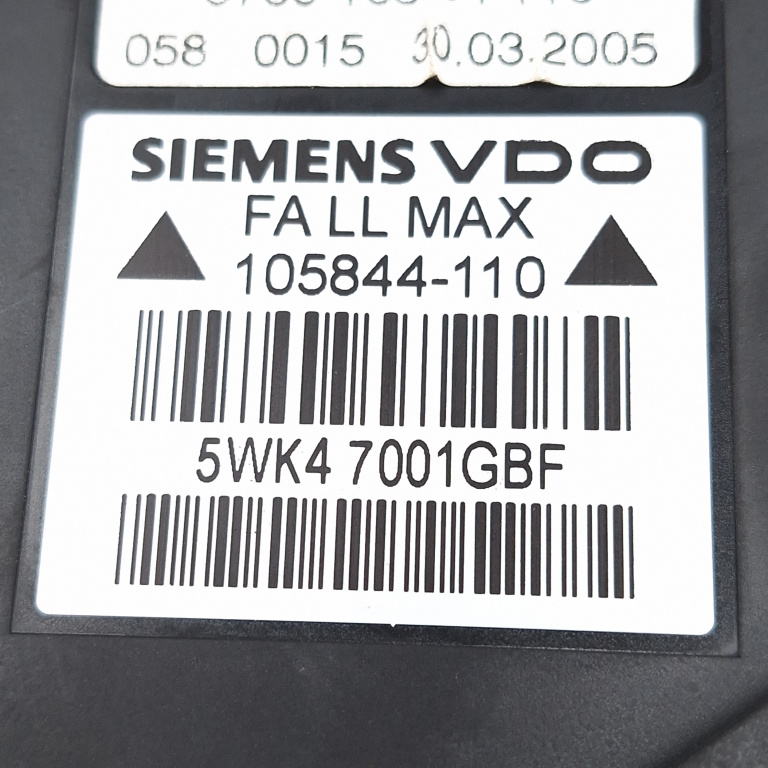 058 0015 30.03.2005
SIEMENS VDO
FA LL MAX
105844-110
5WK4 7001GBF